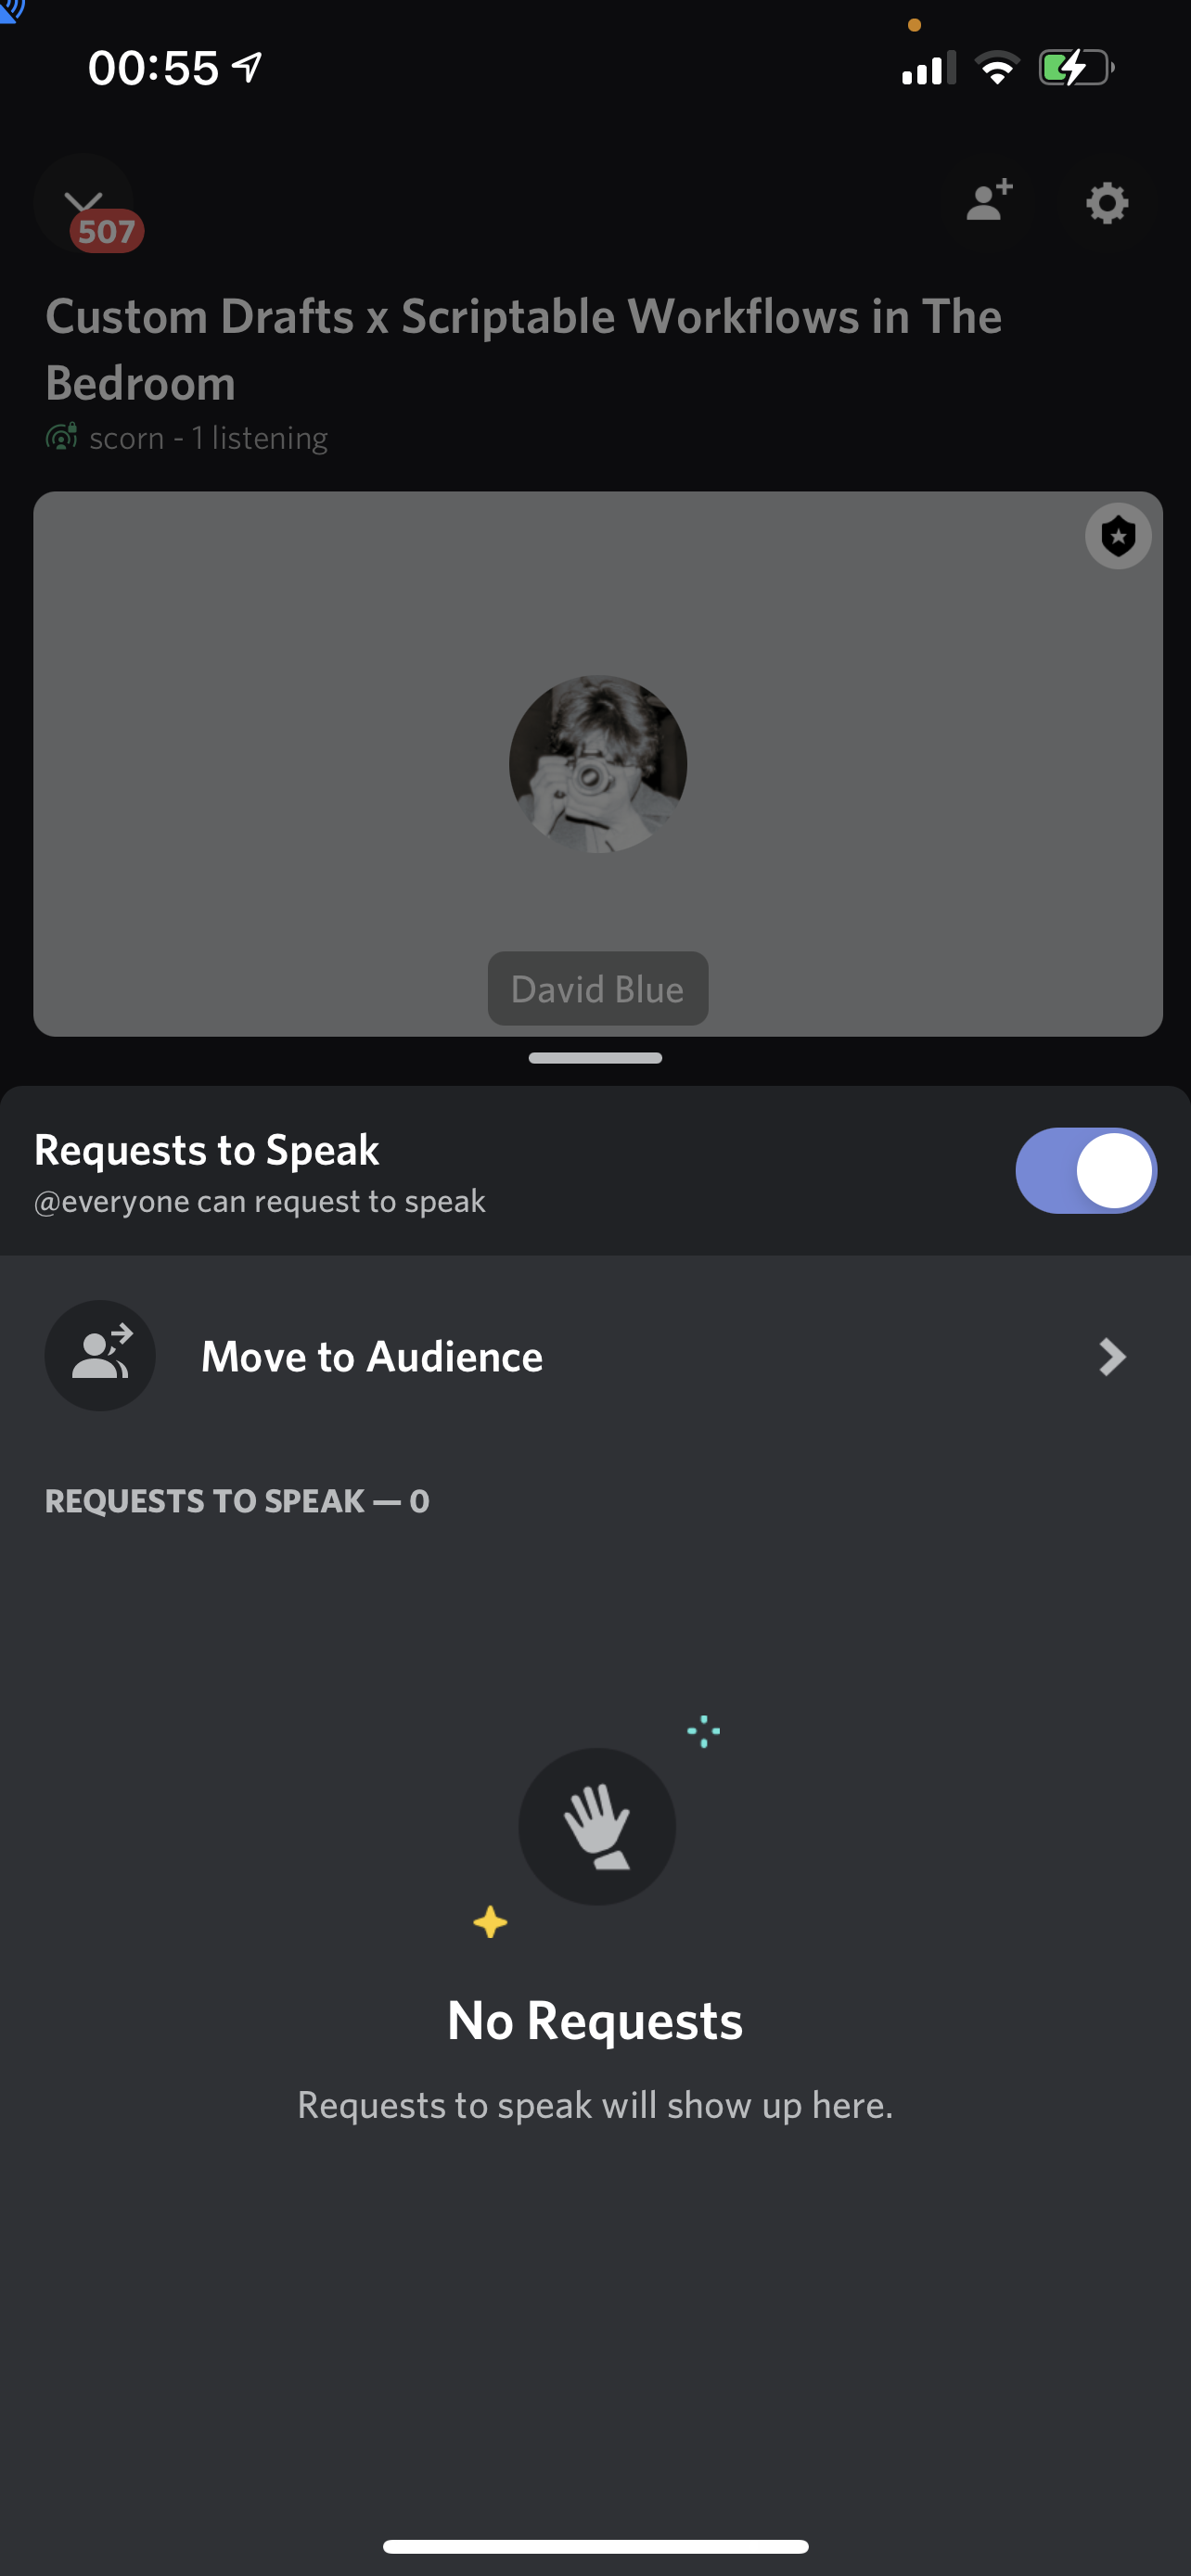 00:55
507
Custom Drafts x Scriptable Workflows in The
Bedroom
scorn - 1 listening
David Blue
Requests to Speak
@everyone can request to speak
Move to Audience
REQUESTS TO SPEAK — 0
No Requests
Requests to speak will show up here.